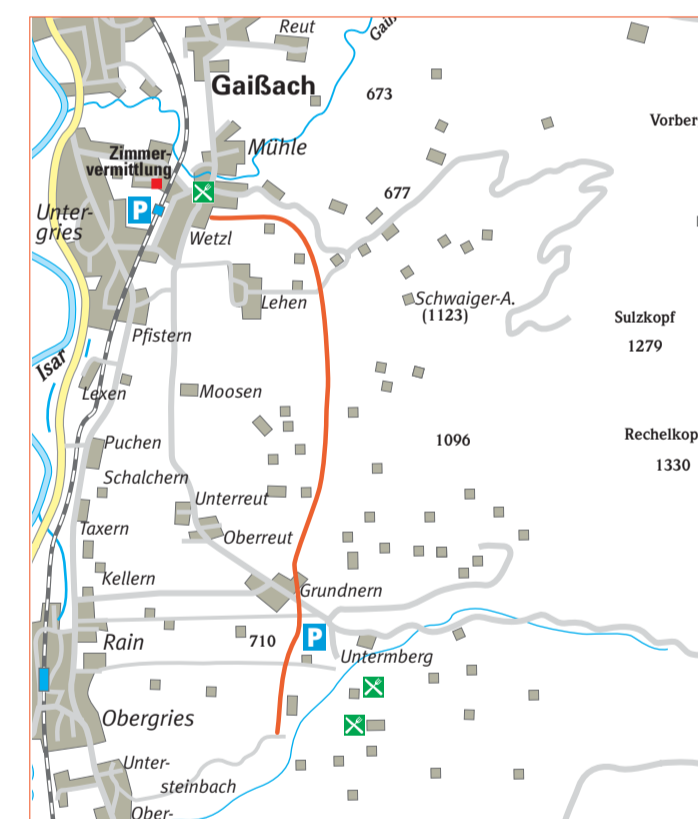 Reut
Gaißach
673
Vorber
Mühle
Zimmer-
vermittlung
P
677
Unter-
gries
Wetzl
Lehen
Schwaiger-A.
(1123)
Sulzkopf
1279
Pfistern
Isar
Lexen
Moosen
Rechelkop
1330
1096
Puchen
Schalchern
Unterreut
Taxern
Oberreut
Kellern
Grundnern
Rain
710
P
Untermberg
Obergries
Unter-
steinbach
Ober-